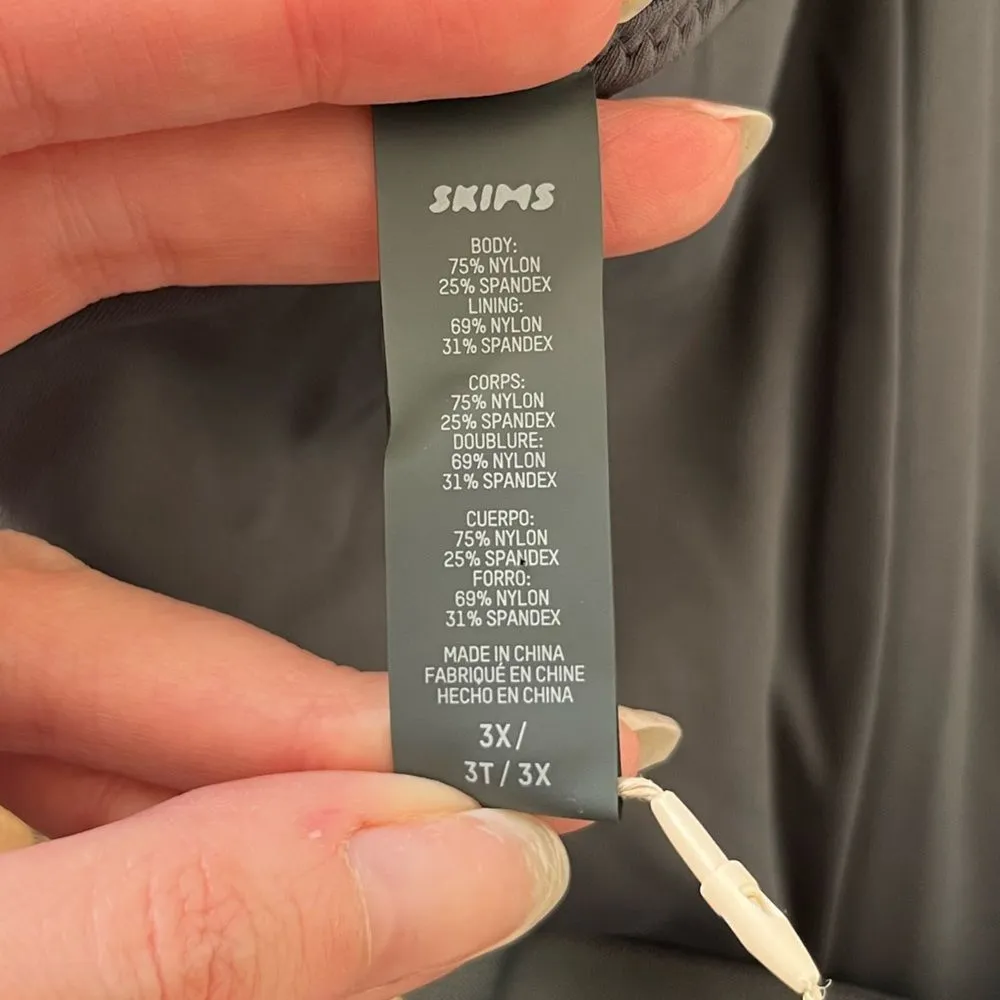 SKIMS
BODY:
75% NYLON
25% SPANDEX
LINING:
69% NYLON
31% SPANDEX
CORPS:
75% NYLON
25% SPANDEX
DOUBLURE:
69% NYLON
31% SPANDEX
CUERPO:
75% NYLON
25% SPANDEX
FORRO:
69% NYLON
31% SPANDEX
MADE IN CHINA
FABRIQUÉ EN CHINE
HECHO EN CHINA
3X/
3T / 3X